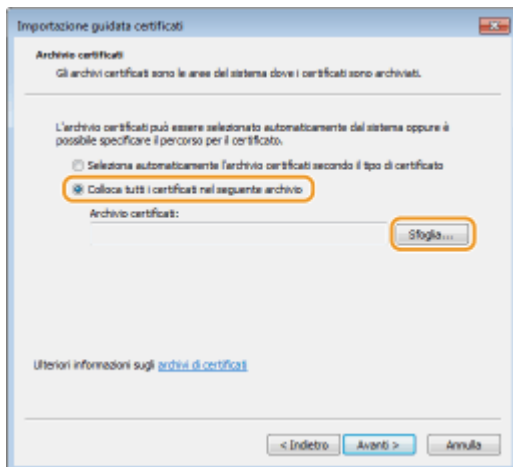 Importazione guidata certificati
Archivio certificati
Gli archivi certificati sono le aree del sistema dove i certificati sono archiviati.
L'archivio certificati può essere selezionato automaticamente dal sistema oppure è
possibile specificare il percorso per il certificato.
Seleziona automaticamente l'archivio certificati secondo il tipo di certificato
Colloca tutti i certificati nel seguente archivio
Archivio certificati:
Sfoglia...
Ulteriori informazioni sugli archivi di certificati
< Indietro
Avanti >
Annulla